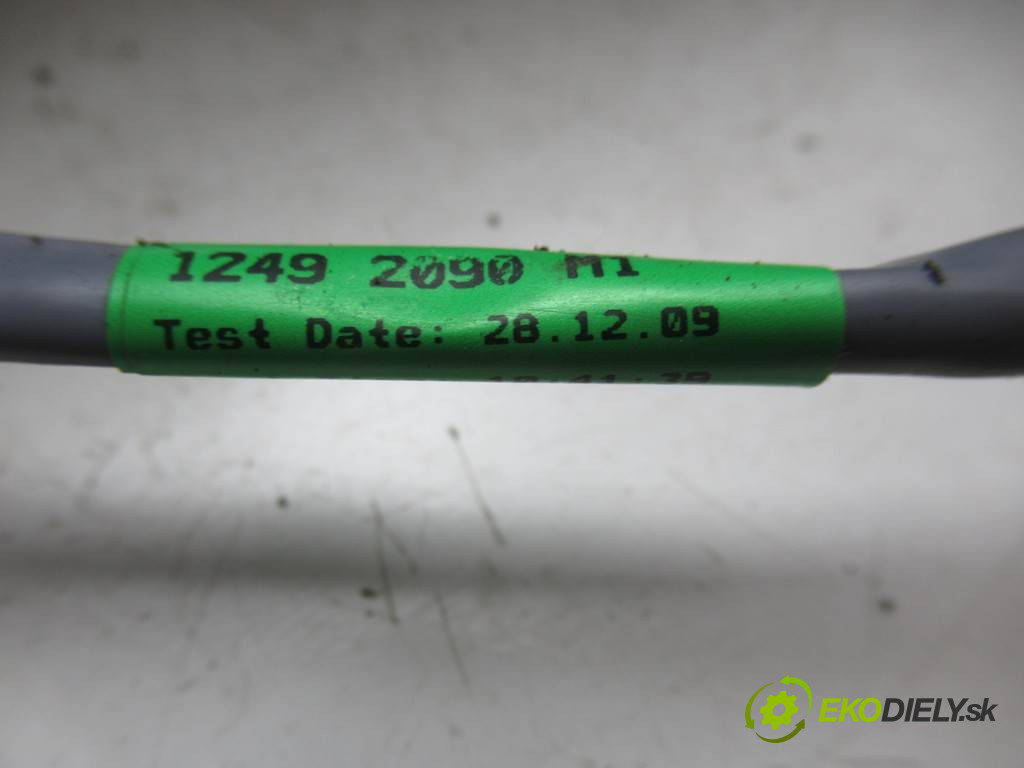 1249 2090 M1
Test Date: 28.12.09
EKODIELY.sk